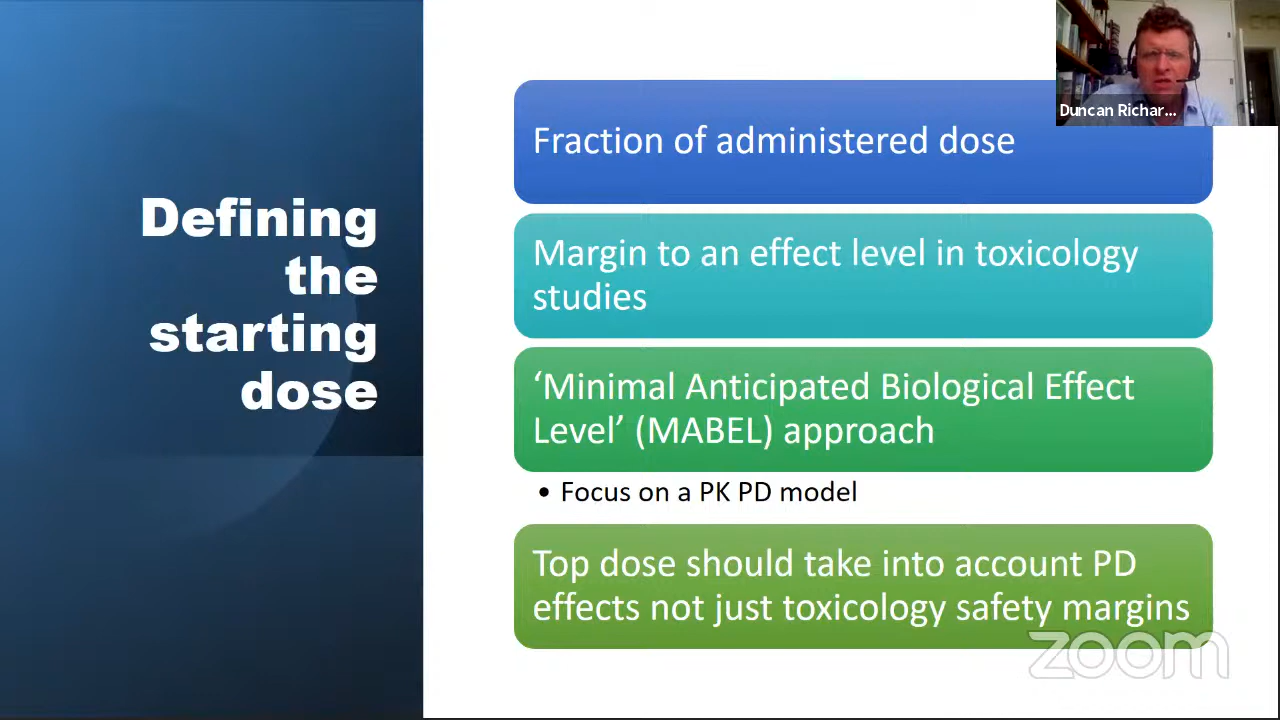 Defining
the
starting
dose
Fraction of administered dose
Margin to an effect level in toxicology
studies
‘Minimal Anticipated Biological Effect
Level’ (MABEL) approach
• Focus on a PK PD model
Top dose should take into account PD
effects not just toxicology safety margins
Duncan Richar...
zoom